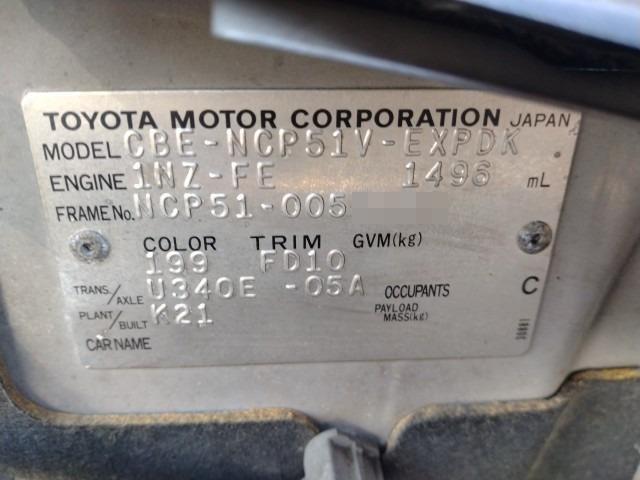 TOYOTA MOTOR CORPORATION JAPAN
MODEL CBE-NCP51V-EXPDK
ENGINE 1NZ-FE 1496 mL
FRAME No. NCP51-005
COLOR TRIM GVM(kg)
199 FD10
TRANS./AXLE U340E -05A OCCUPANTS C
PLANT/BUILT K21 PAYLOAD MASS(kg)
CAR NAME
30881